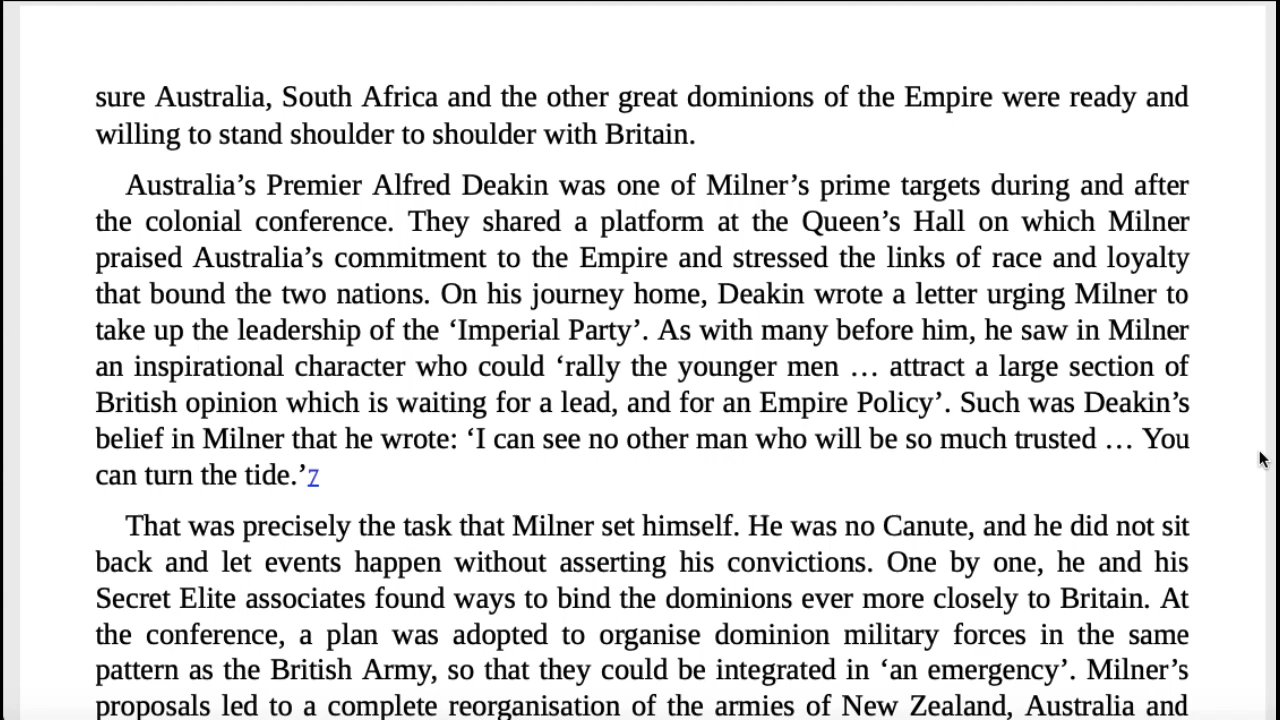 sure Australia, South Africa and the other great dominions of the Empire were ready and
willing to stand shoulder to shoulder with Britain.
Australia’s Premier Alfred Deakin was one of Milner’s prime targets during and after
the colonial conference. They shared a platform at the Queen’s Hall on which Milner
praised Australia’s commitment to the Empire and stressed the links of race and loyalty
that bound the two nations. On his journey home, Deakin wrote a letter urging Milner to
take up the leadership of the ‘Imperial Party’. As with many before him, he saw in Milner
an inspirational character who could ‘rally the younger men … attract a large section of
British opinion which is waiting for a lead, and for an Empire Policy’. Such was Deakin’s
belief in Milner that he wrote: ‘I can see no other man who will be so much trusted … You
can turn the tide.’7
That was precisely the task that Milner set himself. He was no Canute, and he did not sit
back and let events happen without asserting his convictions. One by one, he and his
Secret Elite associates found ways to bind the dominions ever more closely to Britain. At
the conference, a plan was adopted to organise dominion military forces in the same
pattern as the British Army, so that they could be integrated in ‘an emergency’. Milner’s
proposals led to a complete reorganisation of the armies of New Zealand, Australia and